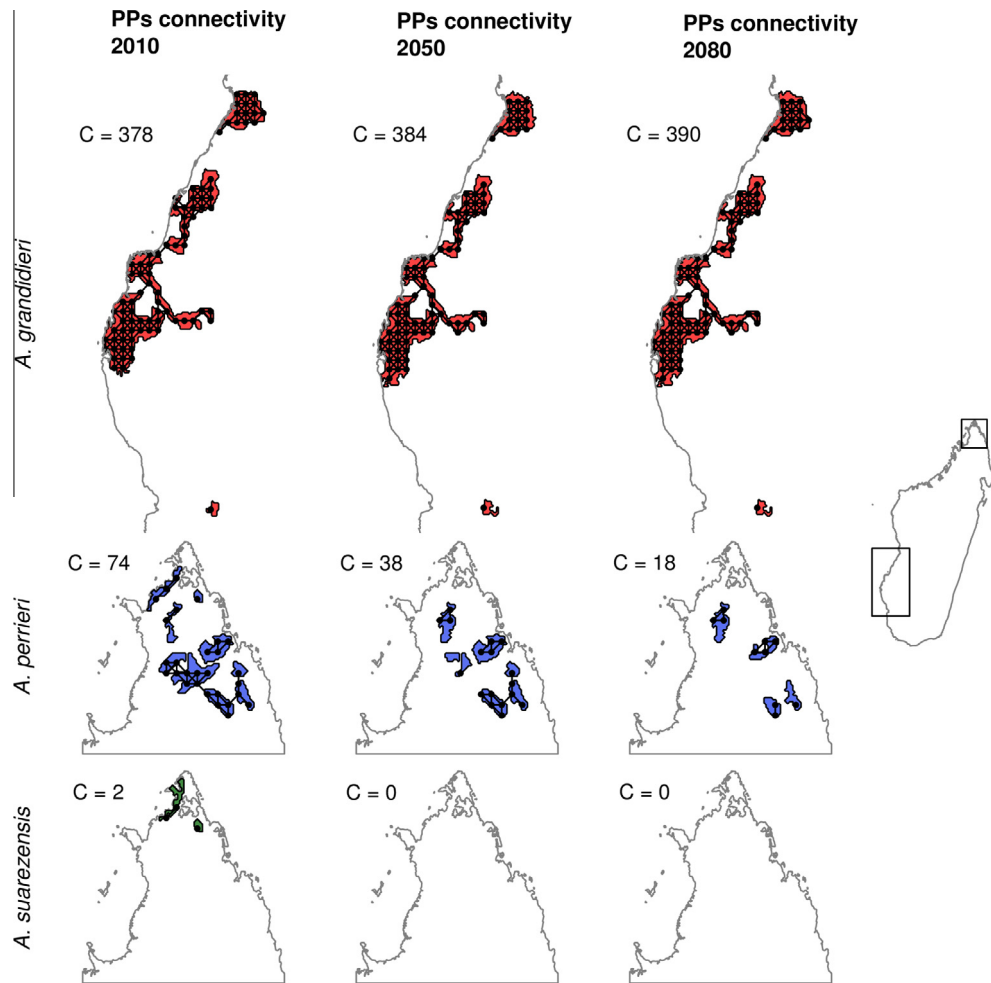 PPs connectivity
2010
PPs connectivity
2050
PPs connectivity
2080
A. grandidieri
C = 378
C = 384
C = 390
A. perrieri
C = 74
C = 38
C = 18
A. suarezensis
C = 2
C = 0
C = 0